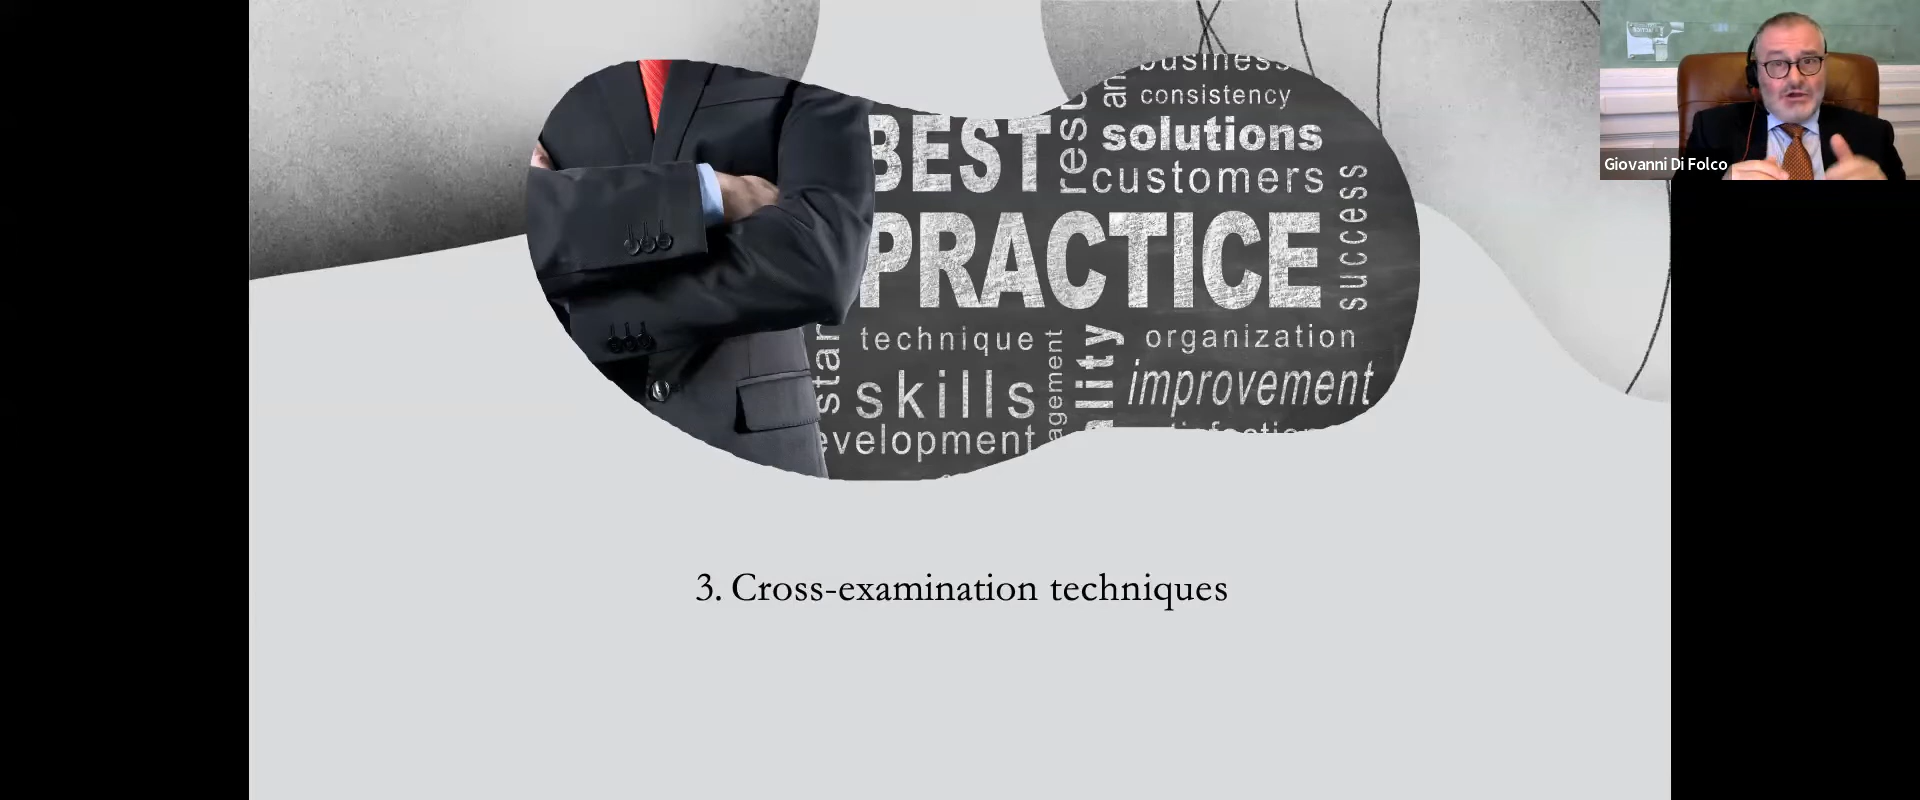 business
consistency
BEST
solutions
customers
PRACTICE
success
technique
organization
skills
improvement
evelopment
3. Cross-examination techniques
Giovanni Di Folco